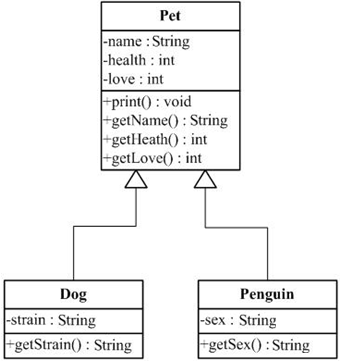 Pet
-name : String
-health : int
-love : int
+print() : void
+getName() : String
+getHeath() : int
+getLove() : int
Dog
-strain : String
+getStrain() : String
Penguin
-sex : String
+getSex() : String